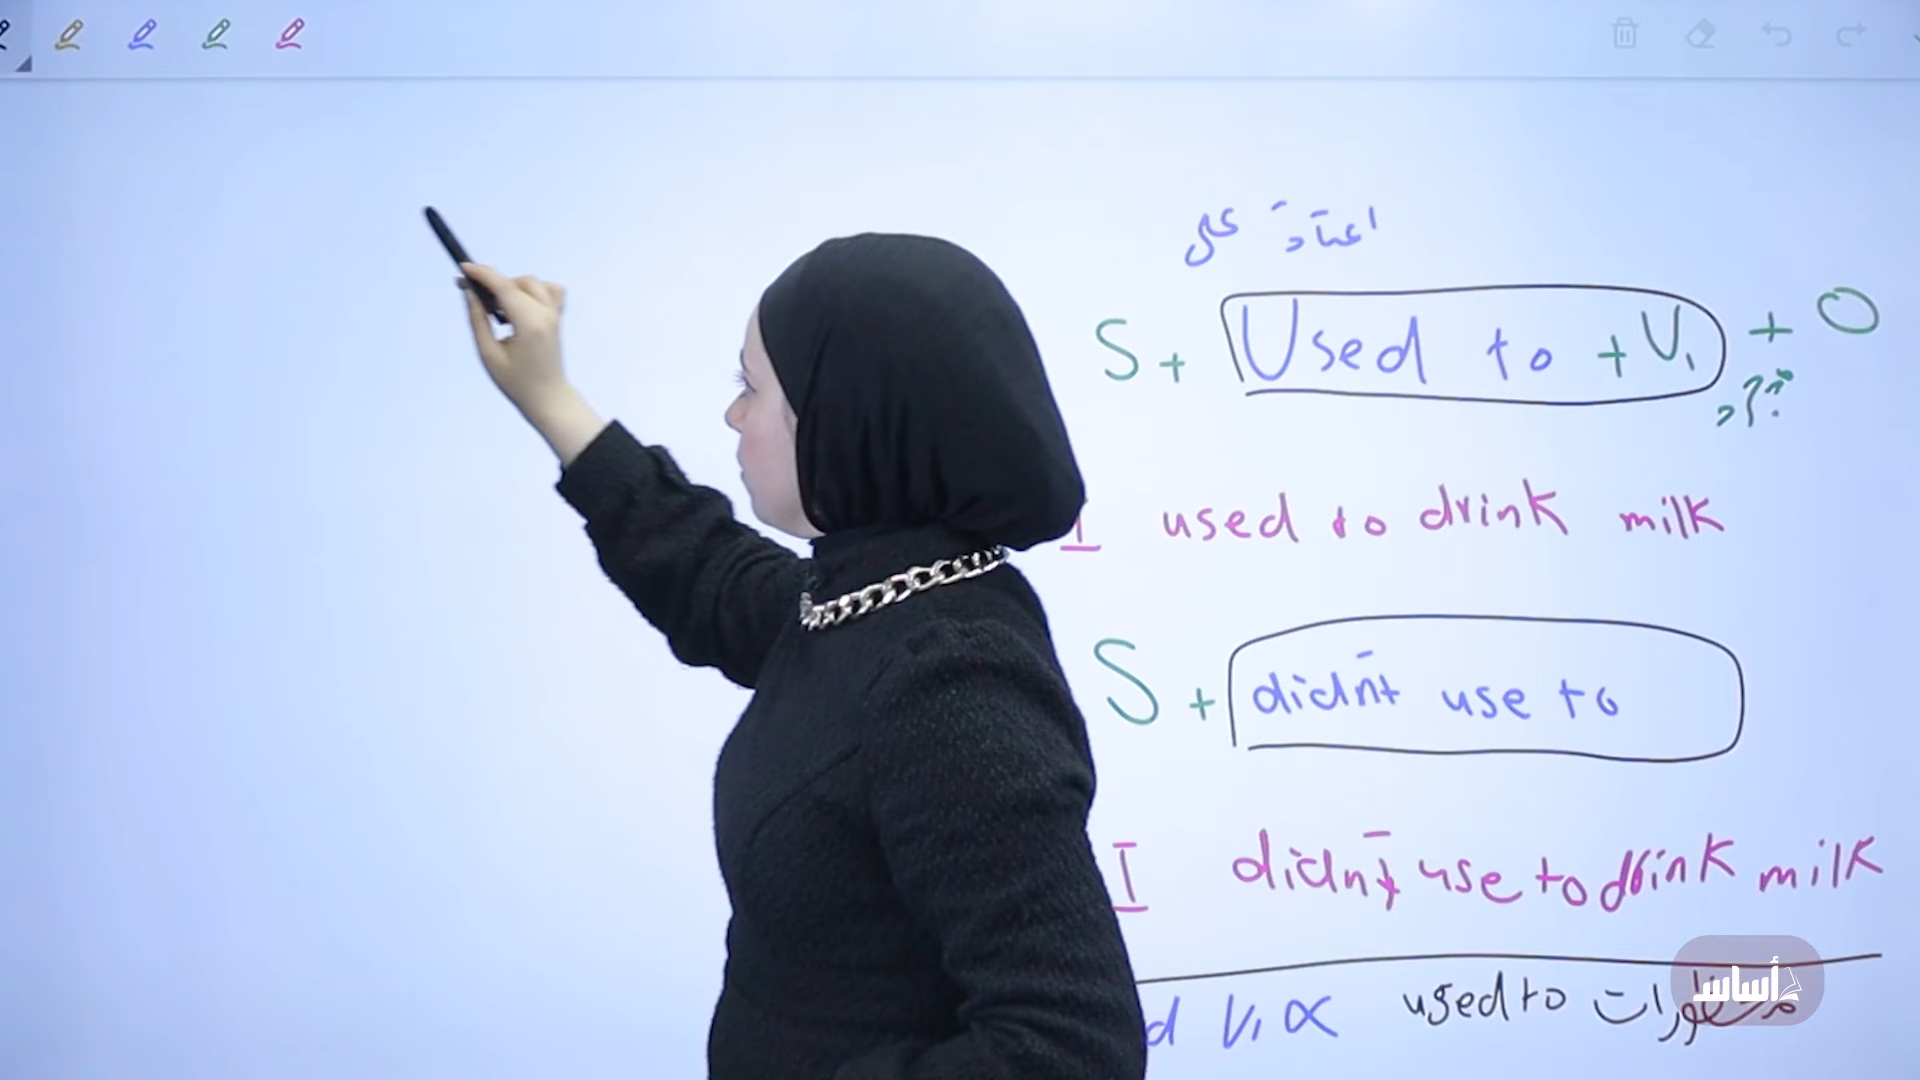 اعتاد على
S + Used to + V₁ + O
مجرد
I used to drink milk
S + didn't use to
I didn't use to drink milk
used to محظورات
أساس